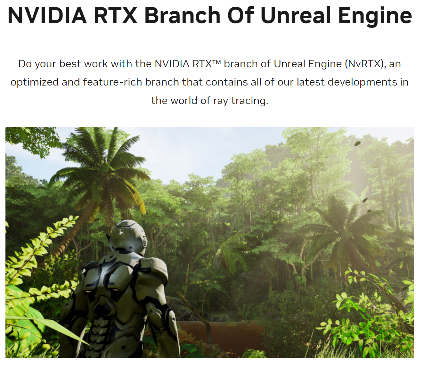 NVIDIA RTX Branch Of Unreal Engine
Do your best work with the NVIDIA RTX™ branch of Unreal Engine (NvRTX), an
optimized and feature-rich branch that contains all of our latest developments in
the world of ray tracing.